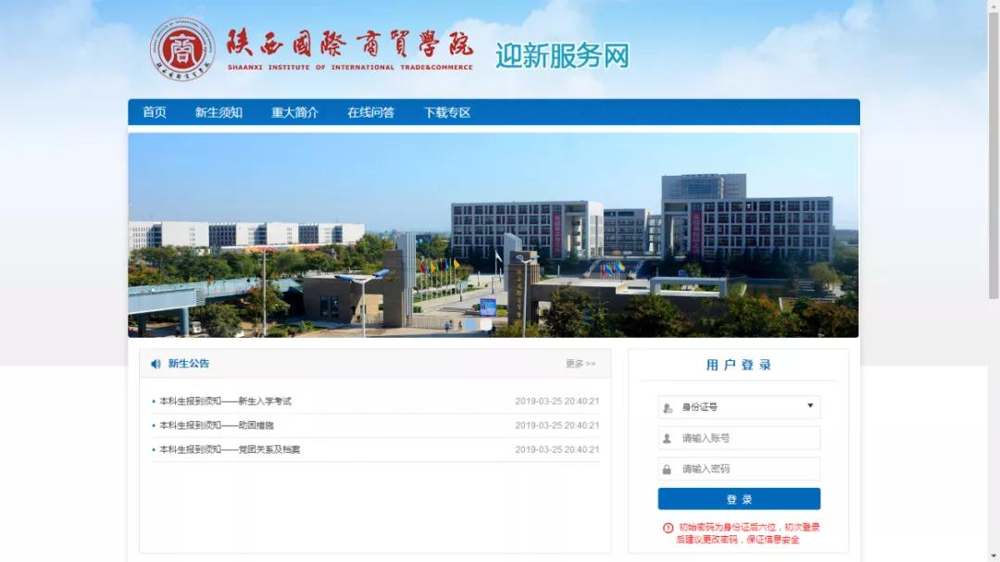 陕西國際商貿學院
SHAANXI INSTITUTE OF INTERNATIONAL TRADE&COMMERCE
迎新服务网
首页 新生须知 重大简介 在线问答 下载专区
新生公告 更多 >>
本科生报到须知——新生入学考试 2019-03-25 20:40:21
本科生报到须知——助困措施 2019-03-25 20:40:21
本科生报到须知——党团关系及档案 2019-03-25 20:40:21
用户登录
身份证号
请输入账号
请输入密码
登 录
初始密码为身份证后六位，初次登录
后建议更改密码，保证信息安全